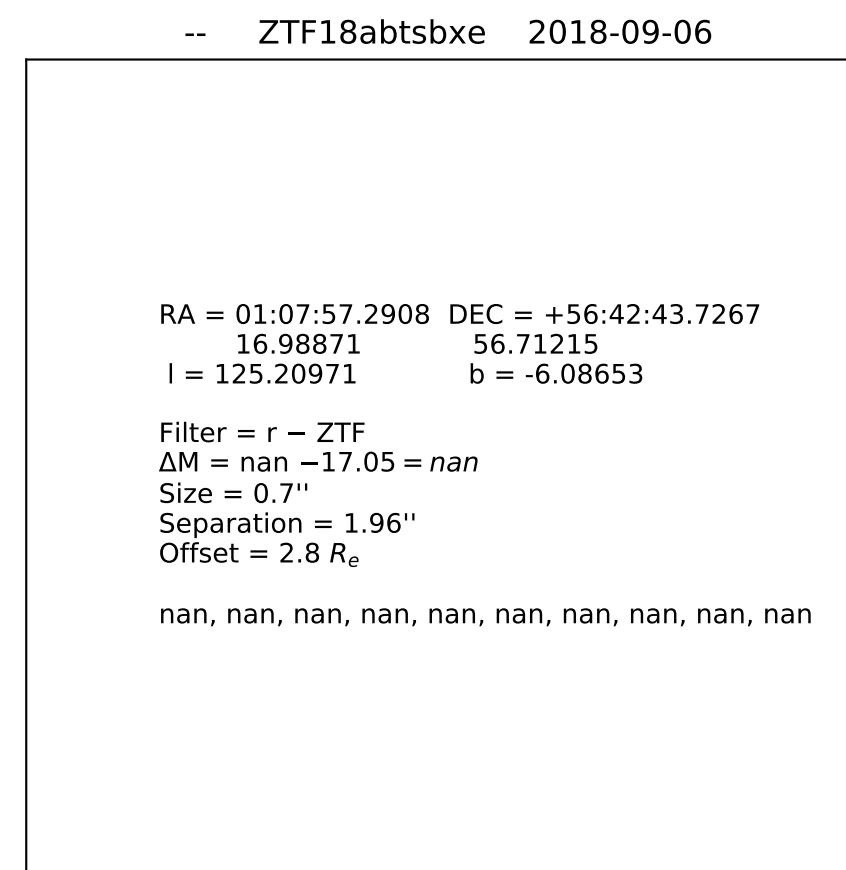 -- ZTF18abtsbxe 2018-09-06
RA = 01:07:57.2908 DEC = +56:42:43.7267
16.98871 56.71215
l = 125.20971 b = -6.08653
Filter = r − ZTF
ΔM = nan −17.05 = nan
Size = 0.7''
Separation = 1.96''
Offset = 2.8 Re
nan, nan, nan, nan, nan, nan, nan, nan, nan, nan